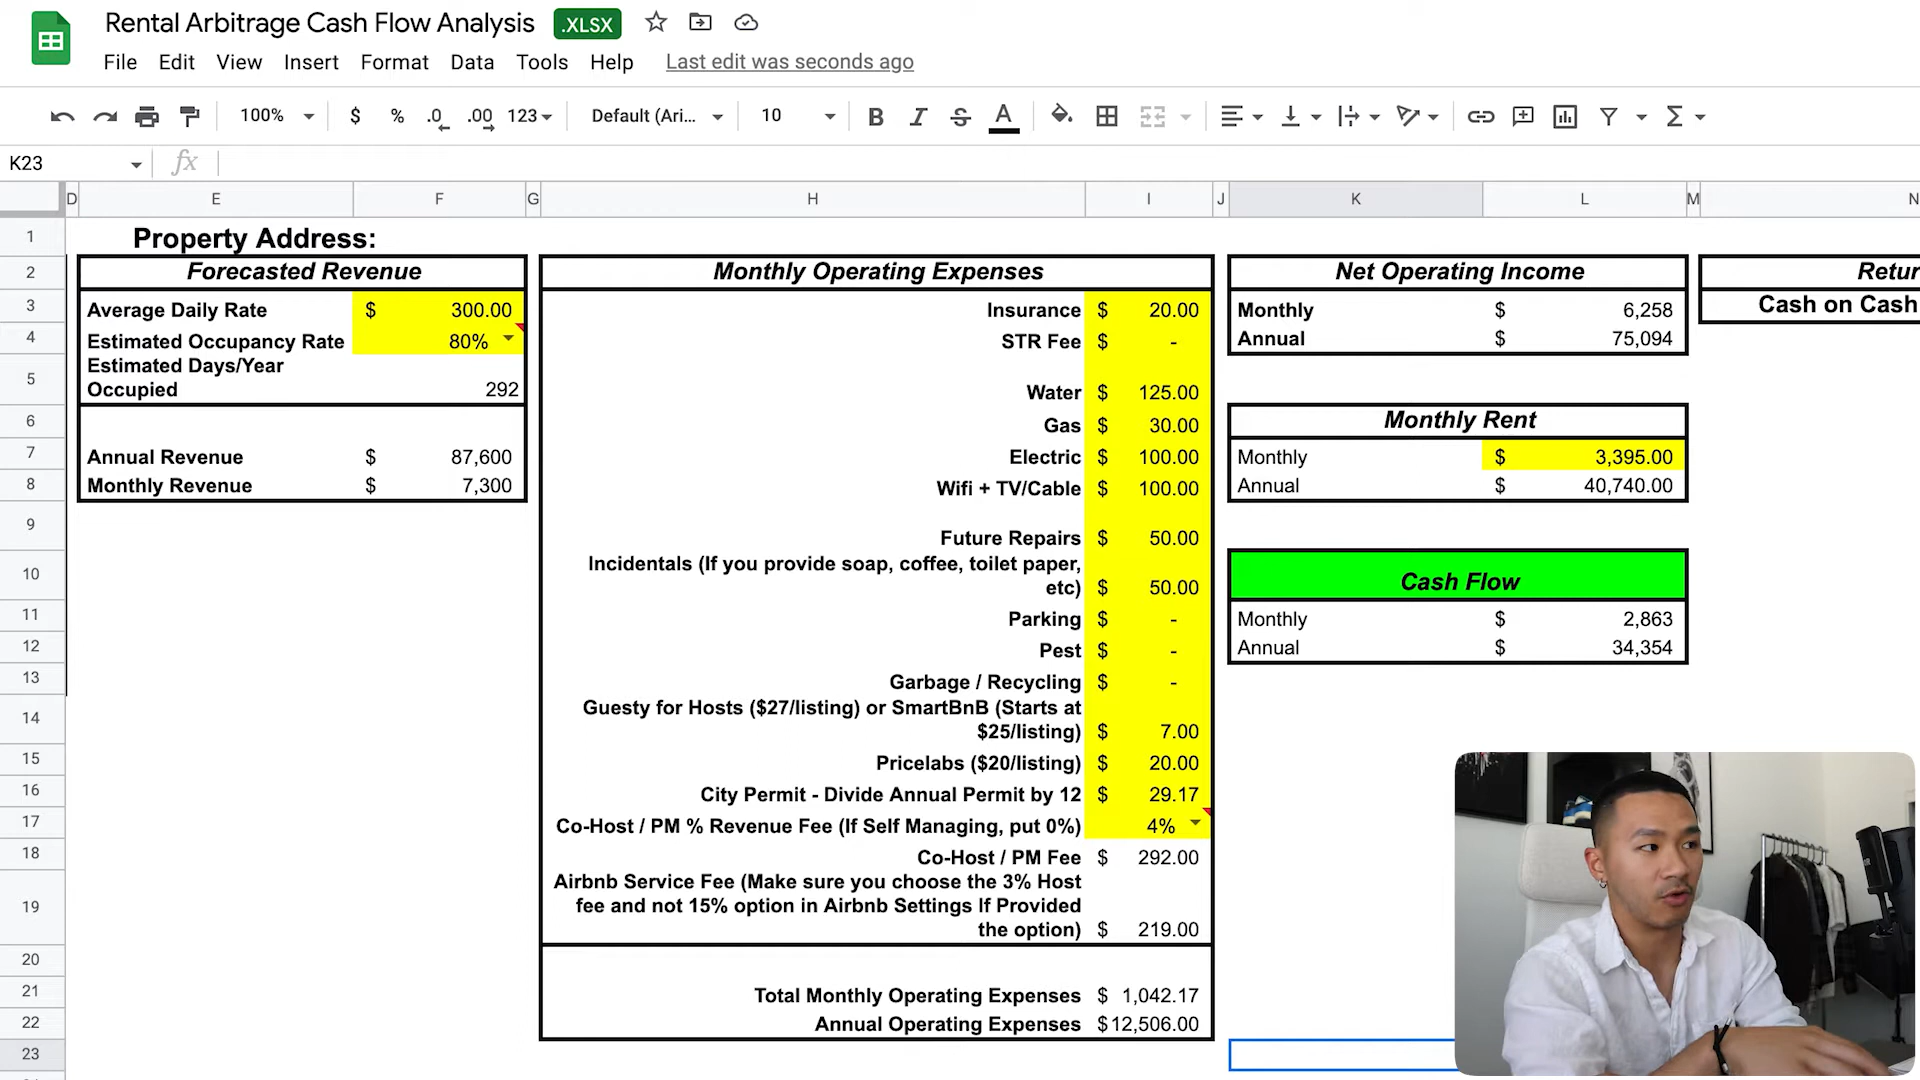 Rental Arbitrage Cash Flow Analysis .XLSX
File Edit View Insert Format Data Tools Help Last edit was seconds ago
100% $ % .0 .00 123 Default (Ari... 10 B I S A
K23 fx
D E F G H I J K L M N
1 Property Address:
2 Forecasted Revenue Monthly Operating Expenses Net Operating Income Retur
3 Average Daily Rate $ 300.00 Insurance $ 20.00 Monthly $ 6,258 Cash on Cash
4 Estimated Occupancy Rate 80% STR Fee $ - Annual $ 75,094
Estimated Days/Year
5 Occupied 292 Water $ 125.00
6 Gas $ 30.00 Monthly Rent
7 Annual Revenue $ 87,600 Electric $ 100.00 Monthly $ 3,395.00
8 Monthly Revenue $ 7,300 Wifi + TV/Cable $ 100.00 Annual $ 40,740.00
9 Future Repairs $ 50.00
Incidentals (If you provide soap, coffee, toilet paper,
10 etc) $ 50.00 Cash Flow
11 Parking $ - Monthly $ 2,863
12 Pest $ - Annual $ 34,354
13 Garbage / Recycling $ -
Guesty for Hosts ($27/listing) or SmartBnB (Starts at
14 $25/listing) $ 7.00
15 Pricelabs ($20/listing) $ 20.00
16 City Permit - Divide Annual Permit by 12 $ 29.17
17 Co-Host / PM % Revenue Fee (If Self Managing, put 0%) 4%
18 Co-Host / PM Fee $ 292.00
Airbnb Service Fee (Make sure you choose the 3% Host
19 fee and not 15% option in Airbnb Settings If Provided
the option) $ 219.00
20
21 Total Monthly Operating Expenses $ 1,042.17
22 Annual Operating Expenses $12,506.00
23